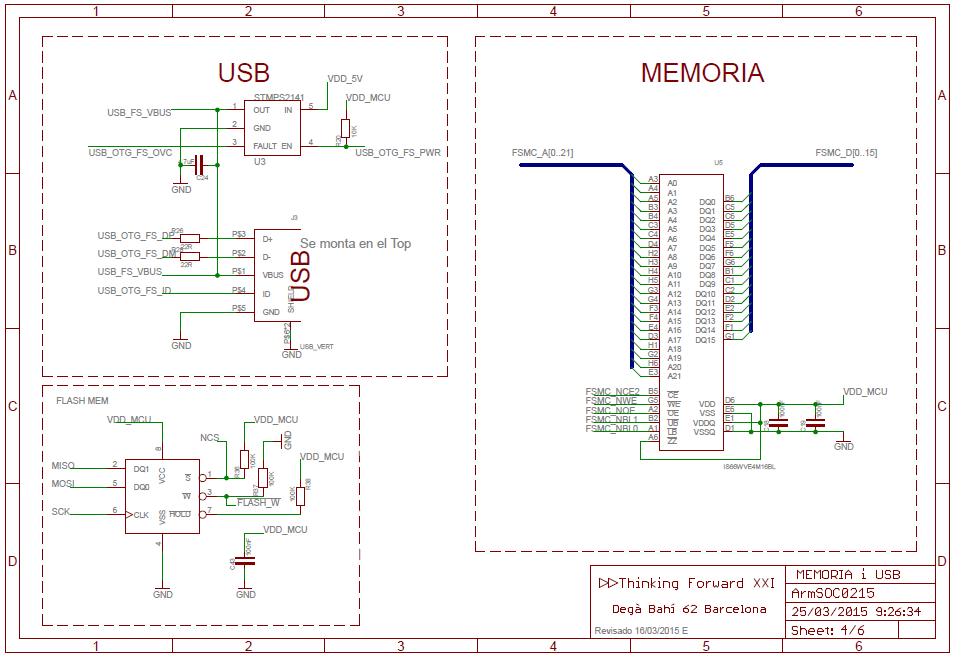 1 2 3 4 5 6
A A
B B
C C
D D
1 2 3 4 5 6
USB
VDD_5V
VDD_MCU
STMPS2141
USB_FS_VBUS
1 OUT IN 5
2 GND
3 FAULT EN 4
USB_OTG_FS_OVC
U3
10K
USB_OTG_FS_PWR
C24
GND
J3
Se monta en el Top
USB_OTG_FS_DP
R26
22R
P$3 D+
USB_OTG_FS_DM
22R
P$2 D-
USB_FS_VBUS
P$1 VBUS
USB_OTG_FS_ID
P$4 ID
P$5 GND
SHIELD
USB
GND
GND
USB_VERT
FLASH MEM
VDD_MCU
VDD_MCU
NCS
GND
VDD_MCU
8
MISO 2 DQ1
MOSI 5 DQ0
SCK 6 CLK
VCC
VSS
S 1
W 3
HOLD 7
R36
100K
R37
100K
R38
100K
FLASH_W
VDD_MCU
4
C43
100nF
GND
GND
MEMORIA
FSMC_A[0..21]
FSMC_D[0..15]
U5
A3 A0
A4 A1
A5 A2
B3 A3
B4 A4
C3 A5
C4 A6
D4 A7
H2 A8
H3 A9
H4 A10
H5 A11
G3 A12
G4 A13
F3 A14
F4 A15
E4 A16
D3 A17
H1 A18
G2 A19
H6 A20
E3 A21
DQ0 B6
DQ1 C5
DQ2 C6
DQ3 D5
DQ4 E5
DQ5 F5
DQ6 F6
DQ7 G6
DQ8 B1
DQ9 C1
DQ10 C2
DQ11 D2
DQ12 E2
DQ13 F2
DQ14 F1
DQ15 G1
FSMC_NCE2 B5 CE
FSMC_NWE G5 WE
FSMC_NOE A2 OE
FSMC_NBL1 B2 UB
FSMC_NBL0 A1 LB
A6 ZZ
VDD D6
VSS E6
VDDQ E1
VSSQ D1
VDD_MCU
100nF
100nF
GND
IS66WVE4M16BL
Thinking Forward XXI
Degà Bahí 62 Barcelona
Revisado 16/03/2015 E
MEMORIA i USB
ArmSOC0215
25/03/2015 9:26:34
Sheet: 4/6